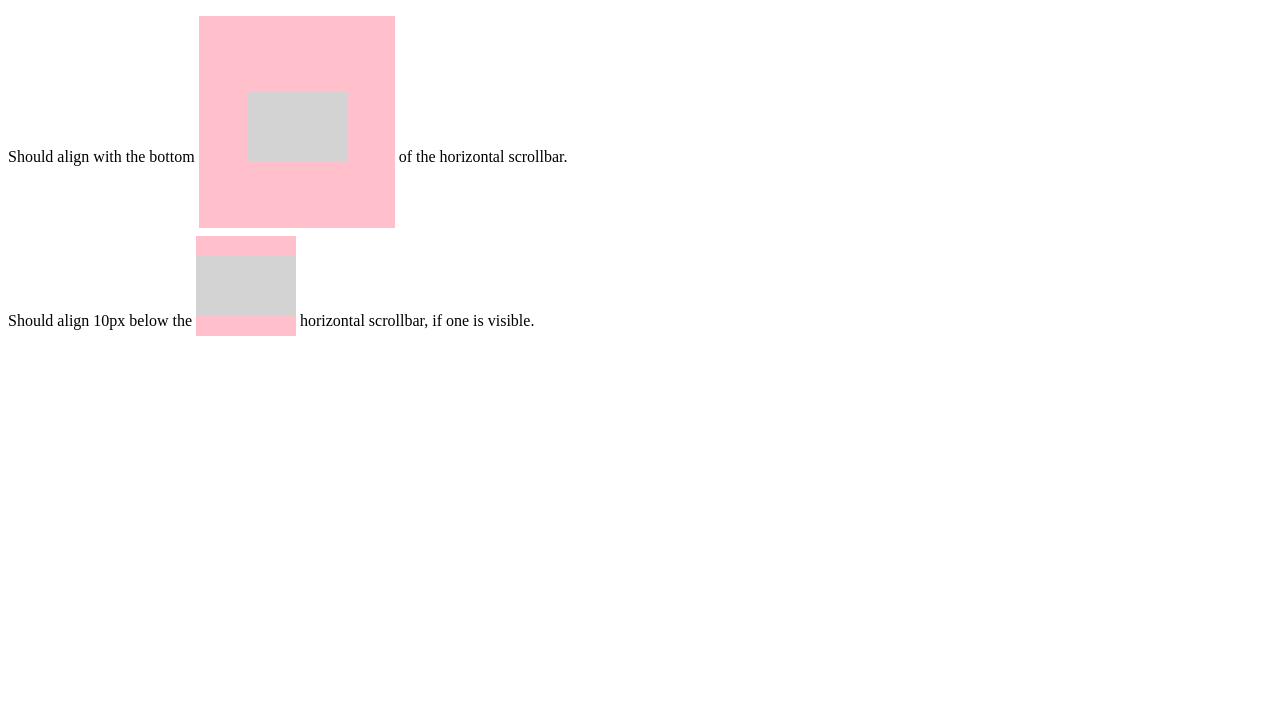 Should align with the bottom of the horizontal scrollbar.
Should align 10px below the horizontal scrollbar, if one is visible.